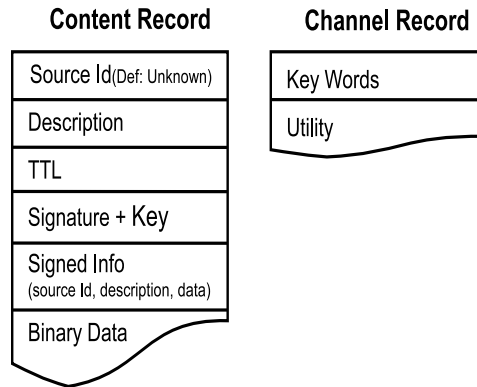 Content Record
Source Id(Def: Unknown)
Description
TTL
Signature + Key
Signed Info
(source Id, description, data)
Binary Data
Channel Record
Key Words
Utility